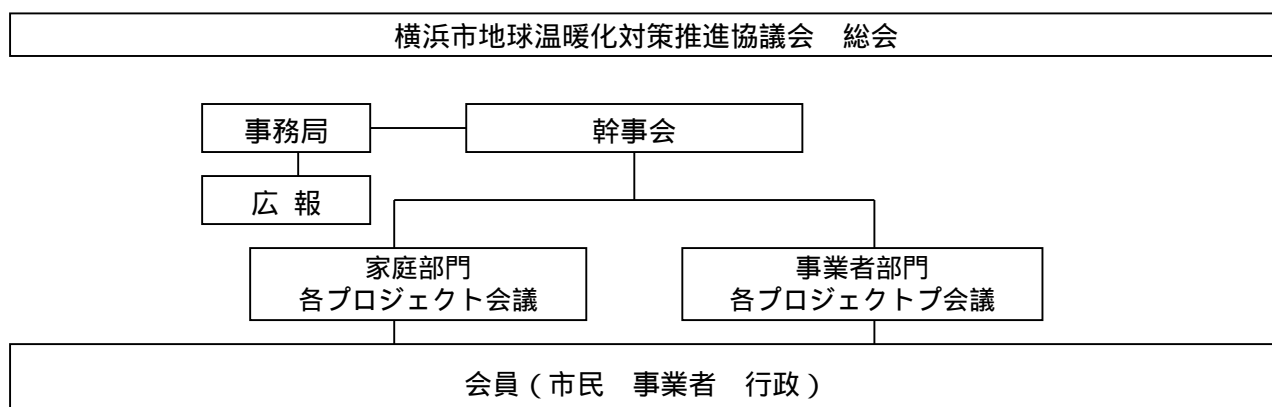 横浜市地球温暖化対策推進協議会　総会
事務局
幹事会
広 報
家庭部門
各プロジェクト会議
事業者部門
各プロジェクトプ会議
会員（市民　事業者　行政）